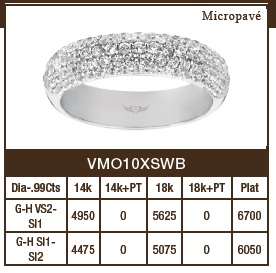 Micropavé
VMO10XSWB
Dia-.99Cts 14k 14k+PT 18k 18k+PT Plat
G-H VS2-SI1 4950 0 5625 0 6700
G-H SI1-SI2 4475 0 5075 0 6050